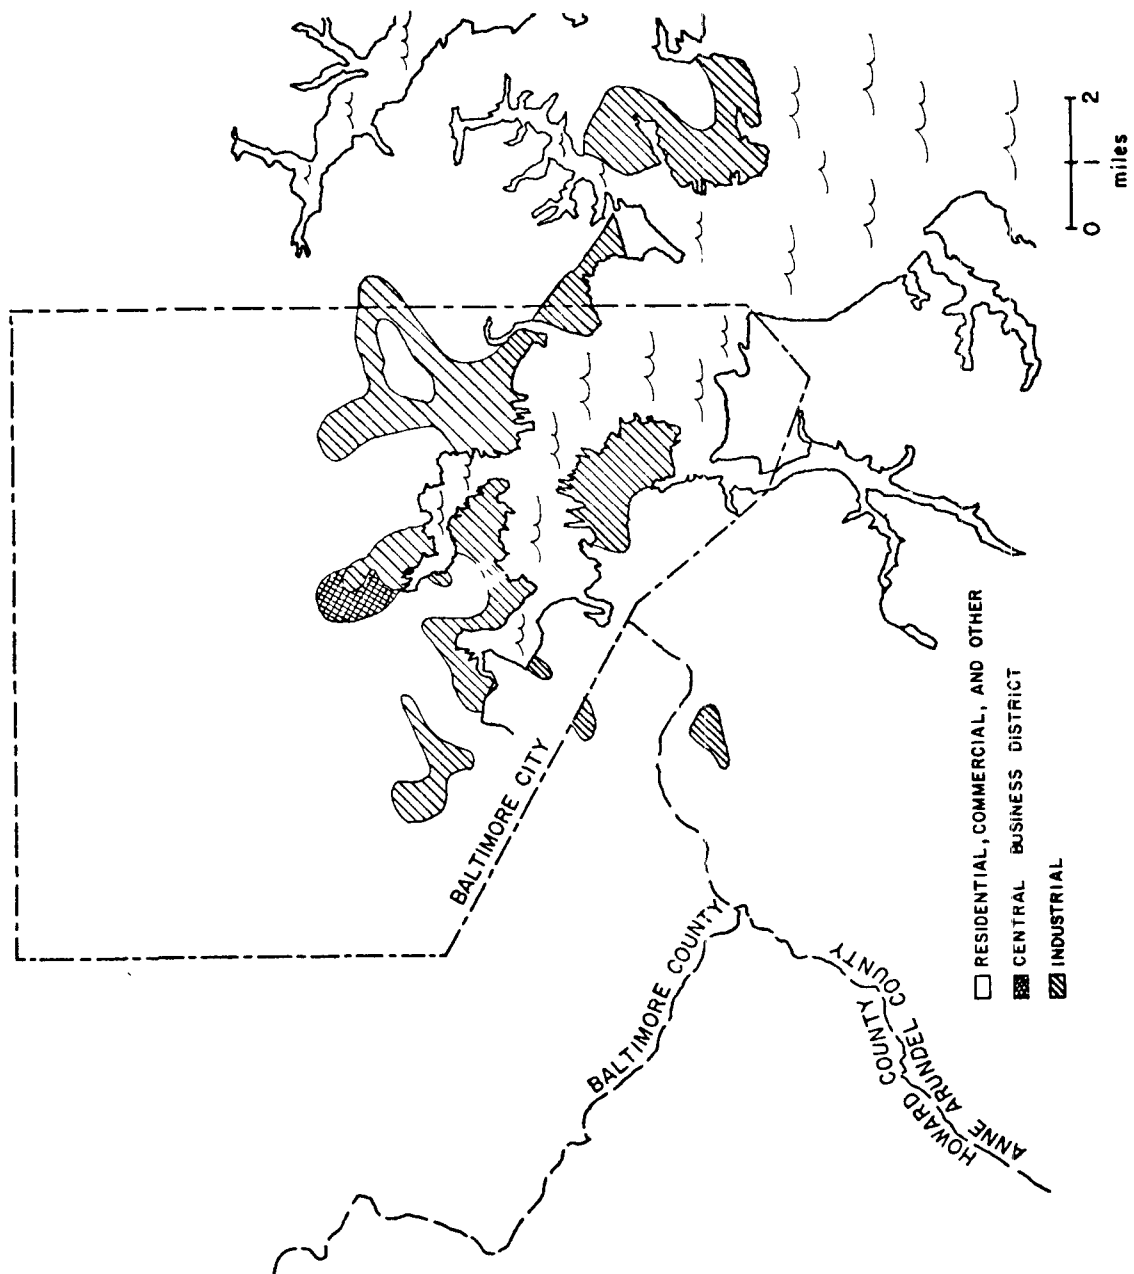 BALTIMORE CITY
BALTIMORE COUNTY
HOWARD COUNTY
ANNE ARUNDEL COUNTY
RESIDENTIAL, COMMERCIAL, AND OTHER
CENTRAL BUSINESS DISTRICT
INDUSTRIAL
0 1 2
miles